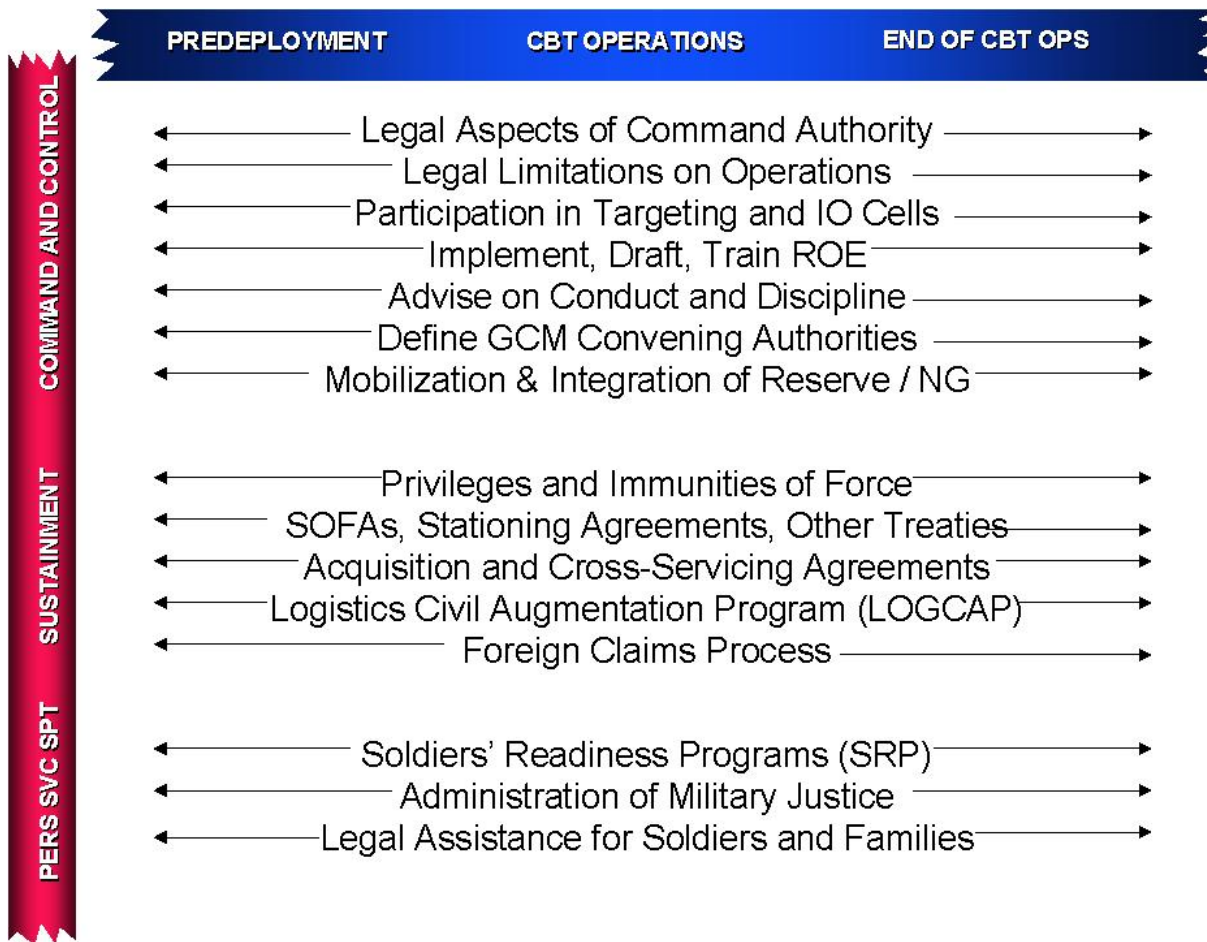 PREDEPLOYMENT CBT OPERATIONS END OF CBT OPS
COMMAND AND CONTROL
Legal Aspects of Command Authority
Legal Limitations on Operations
Participation in Targeting and IO Cells
Implement, Draft, Train ROE
Advise on Conduct and Discipline
Define GCM Convening Authorities
Mobilization & Integration of Reserve / NG
SUSTAINMENT
Privileges and Immunities of Force
SOFAs, Stationing Agreements, Other Treaties
Acquisition and Cross-Servicing Agreements
Logistics Civil Augmentation Program (LOGCAP)
Foreign Claims Process
PERS SVC SPT
Soldiers’ Readiness Programs (SRP)
Administration of Military Justice
Legal Assistance for Soldiers and Families